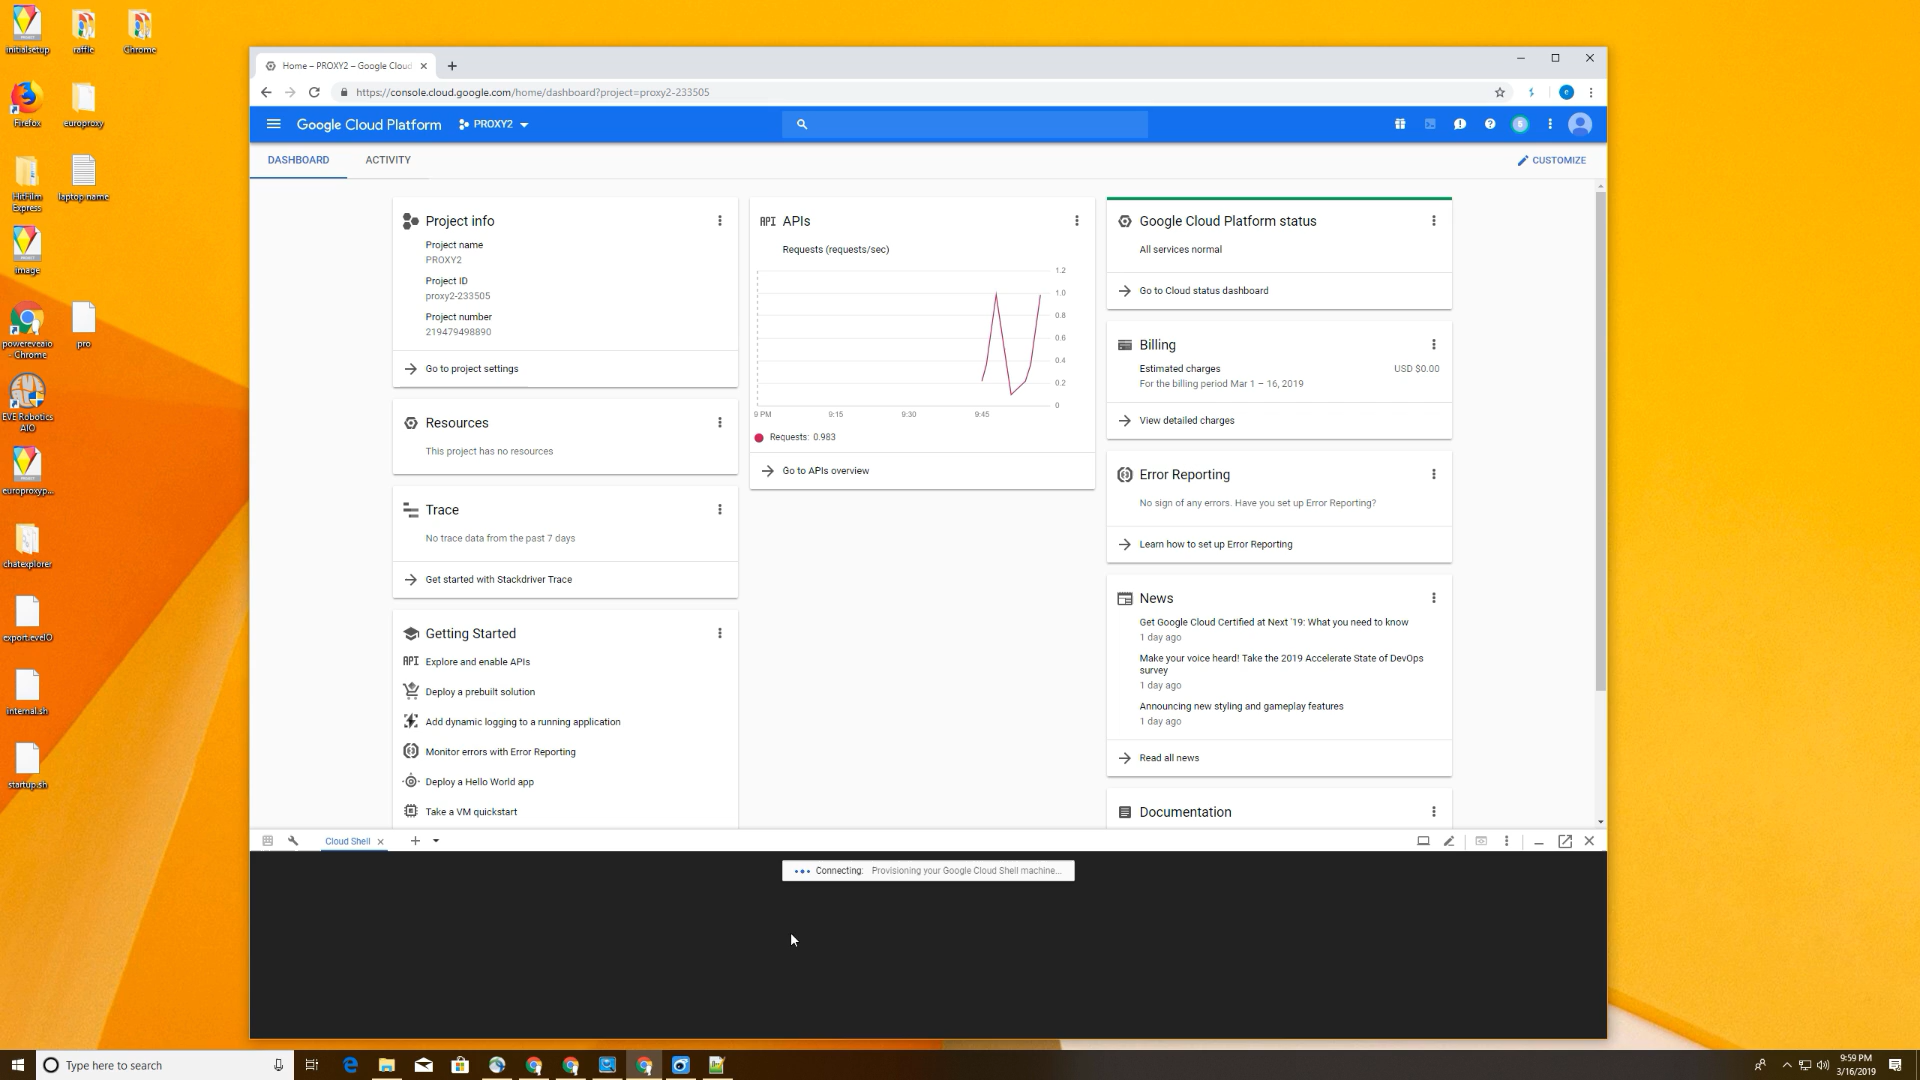 initialsetup
raffle
Chrome
Firefox
europroxy
HitFilm
Express
laptop name
image
powereveaio
- Chrome
pro
EVE Robotics
AIO
europroxyp...
chatexplorer
export.eveIO
internal.sh
startup.sh
Home – PROXY2 – Google Cloud
https://console.cloud.google.com/home/dashboard?project=proxy2-233505
e
Google Cloud Platform
PROXY2
DASHBOARD
ACTIVITY
CUSTOMIZE
Project info
Project name
PROXY2
Project ID
proxy2-233505
Project number
219479498890
Go to project settings
Resources
This project has no resources
Trace
No trace data from the past 7 days
Get started with Stackdriver Trace
Getting Started
API Explore and enable APIs
Deploy a prebuilt solution
Add dynamic logging to a running application
Monitor errors with Error Reporting
Deploy a Hello World app
Take a VM quickstart
API APIs
Requests (requests/sec)
1.2
1.0
0.8
0.6
0.4
0.2
0
9 PM 9:15 9:30 9:45
Requests: 0.983
Go to APIs overview
Google Cloud Platform status
All services normal
Go to Cloud status dashboard
Billing
Estimated charges USD $0.00
For the billing period Mar 1 – 16, 2019
View detailed charges
Error Reporting
No sign of any errors. Have you set up Error Reporting?
Learn how to set up Error Reporting
News
Get Google Cloud Certified at Next '19: What you need to know
1 day ago
Make your voice heard! Take the 2019 Accelerate State of DevOps
survey
1 day ago
Announcing new styling and gameplay features
1 day ago
Read all news
Documentation
Cloud Shell
Connecting: Provisioning your Google Cloud Shell machine...
Type here to search
9:59 PM
3/16/2019